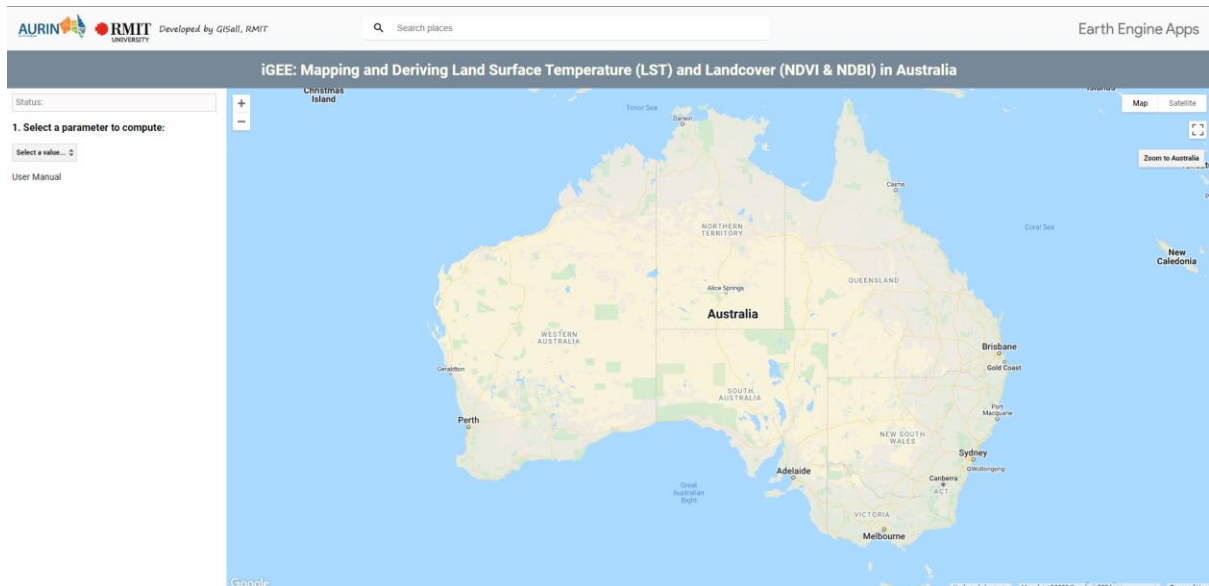 AURIN
RMIT
UNIVERSITY
Developed by GISail, RMIT
Search places
Earth Engine Apps
iGEE: Mapping and Deriving Land Surface Temperature (LST) and Landcover (NDVI & NDBI) in Australia
Status:
1. Select a parameter to compute:
Select a value...
User Manual
+
−
Christmas
Island
Timor Sea
Map
Satellite
Darwin
Zoom to Australia
Cairns
NORTHERN
TERRITORY
Coral Sea
New
Caledonia
QUEENSLAND
Alice Springs
Australia
WESTERN
AUSTRALIA
Brisbane
Gold Coast
Geraldton
SOUTH
AUSTRALIA
Port
Macquarie
Perth
NEW SOUTH
WALES
Sydney
Wollongong
Adelaide
Canberra
ACT
Great
Australian
Bight
VICTORIA
Melbourne
Google